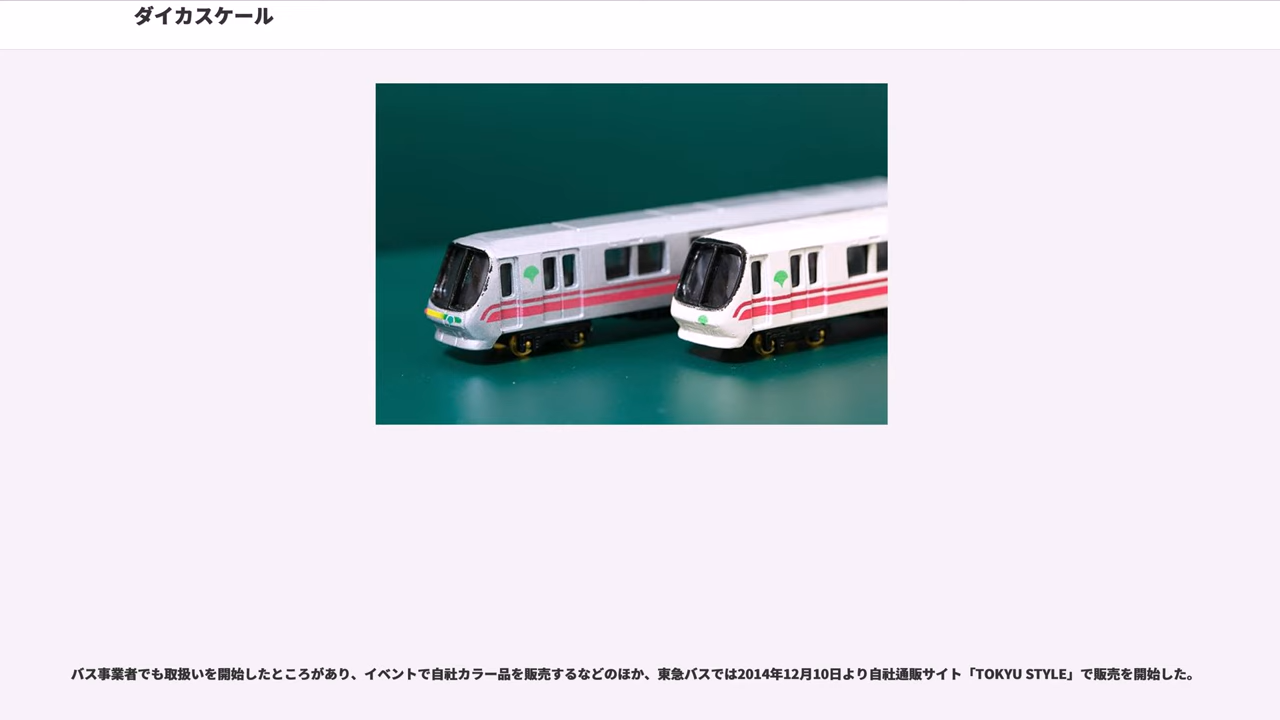 ダイカスケール
バス事業者でも取扱いを開始したところがあり、イベントで自社カラー品を販売するなどのほか、東急バスでは2014年12月10日より自社通販サイト「TOKYU STYLE」で販売を開始した。